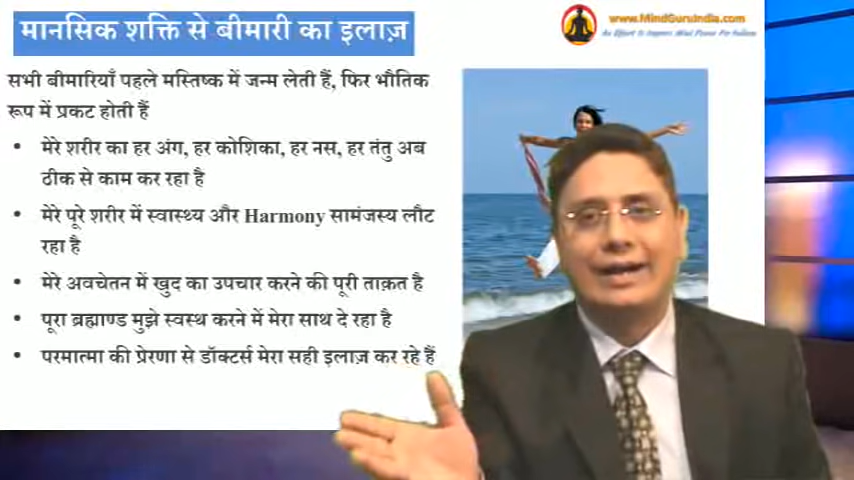 मानसिक शक्ति से बीमारी का इलाज़
www.MindGuruIndia.com
An Effort To Improve Mind Power For Indians
सभी बीमारियाँ पहले मस्तिष्क में जन्म लेती हैं, फिर भौतिक
रूप में प्रकट होती हैं
• मेरे शरीर का हर अंग, हर कोशिका, हर नस, हर तंतु अब
ठीक से काम कर रहा है
• मेरे पूरे शरीर में स्वास्थ्य और Harmony सामंजस्य लौट
रहा है
• मेरे अवचेतन में खुद का उपचार करने की पूरी ताक़त है
• पूरा ब्रह्माण्ड मुझे स्वस्थ करने में मेरा साथ दे रहा है
• परमात्मा की प्रेरणा से डॉक्टर्स मेरा सही इलाज़ कर रहे हैं